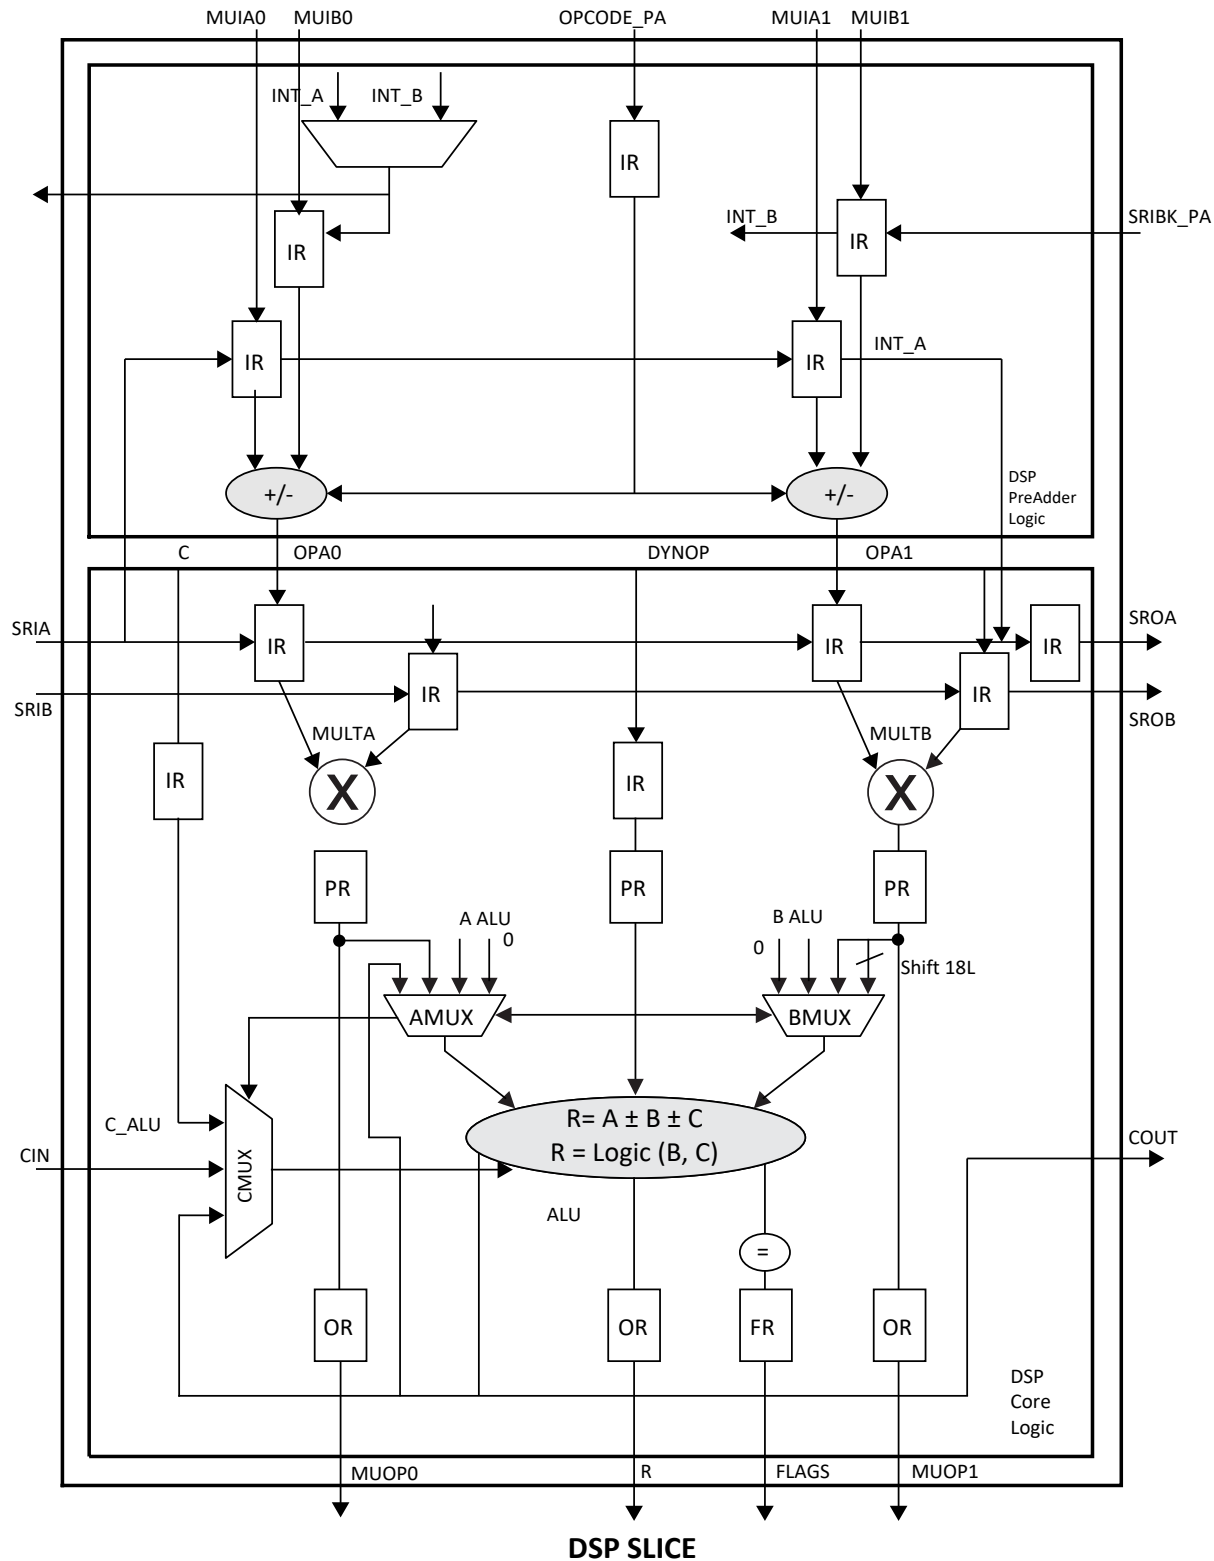 MUIA0 MUIB0 OPCODE_PA MUIA1 MUIB1
INT_A INT_B
IR
IR
INT_B
IR
SRIBK_PA
IR
IR
INT_A
+/-
+/-
DSP
PreAdder
Logic
C OPA0 DYNOP OPA1
SRIA
IR
IR
IR
SROA
SRIB
IR
IR
SROB
MULTA
MULTB
IR
X
IR
X
PR
PR
PR
A ALU
0
B ALU
0
Shift 18L
AMUX
BMUX
C_ALU
CIN
CMUX
R= A ± B ± C
R = Logic (B, C)
COUT
ALU
=
OR
OR
FR
OR
DSP
Core
Logic
MUOP0 R FLAGS MUOP1
DSP SLICE